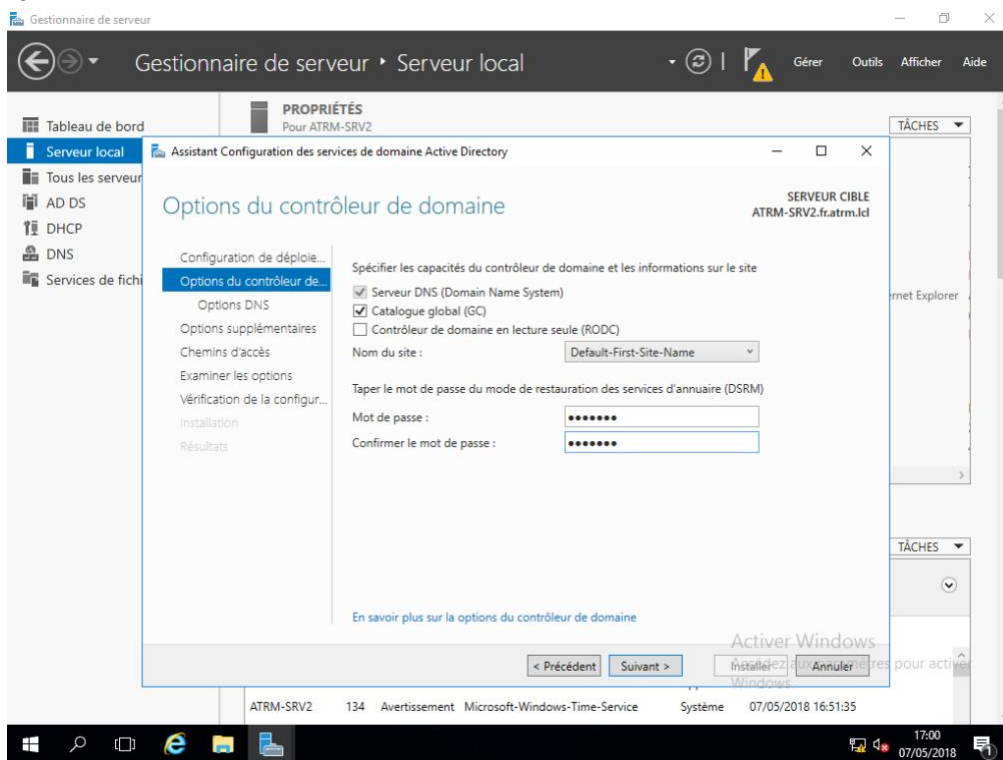 Gestionnaire de serveur
Gestionnaire de serveur • Serveur local
Gérer Outils Afficher Aide
Tableau de bord
Serveur local
Tous les serveur
AD DS
DHCP
DNS
Services de fichi
PROPRIÉTÉS
Pour ATRM-SRV2
TÂCHES
Assistant Configuration des services de domaine Active Directory
Options du contrôleur de domaine
SERVEUR CIBLE
ATRM-SRV2.fr.atrm.lcl
Configuration de déploie...
Options du contrôleur de...
Options DNS
Options supplémentaires
Chemins d'accès
Examiner les options
Vérification de la configur...
Installation
Résultats
Spécifier les capacités du contrôleur de domaine et les informations sur le site
Serveur DNS (Domain Name System)
Catalogue global (GC)
Contrôleur de domaine en lecture seule (RODC)
Nom du site : Default-First-Site-Name
Taper le mot de passe du mode de restauration des services d'annuaire (DSRM)
Mot de passe : •••••••
Confirmer le mot de passe : •••••••
En savoir plus sur la options du contrôleur de domaine
< Précédent Suivant > Installer Annuler
rnet Explorer
TÂCHES
Activer Windows
Accédez aux paramètres pour activer
Windows.
ATRM-SRV2 134 Avertissement Microsoft-Windows-Time-Service Système 07/05/2018 16:51:35
17:00
07/05/2018
1